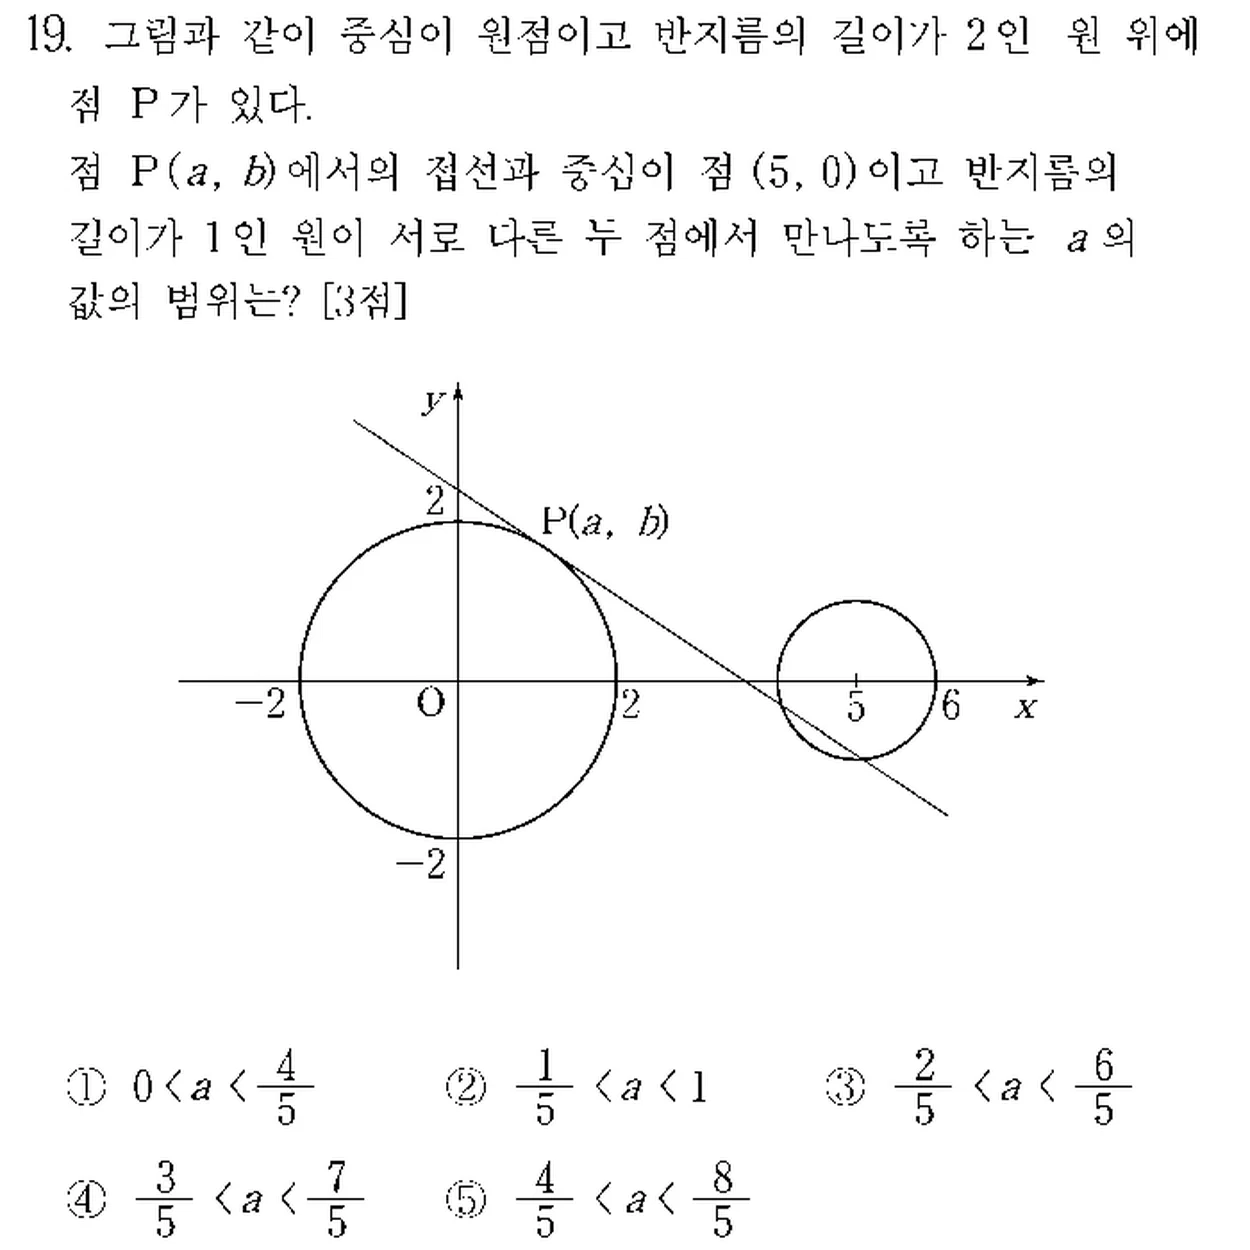 19. 그림과 같이 중심이 원점이고 반지름의 길이가 2인 원 위에
점 P가 있다.
점 P(a, b)에서의 접선과 중심이 점 (5, 0)이고 반지름의
길이가 1인 원이 서로 다른 두 점에서 만나도록 하는 a의
값의 범위는? [3점]
y
2
P(a, b)
-2 O 2 5 6 x
-2
① 0 < a < 4/5 ② 1/5 < a < 1 ③ 2/5 < a < 6/5
④ 3/5 < a < 7/5 ⑤ 4/5 < a < 8/5